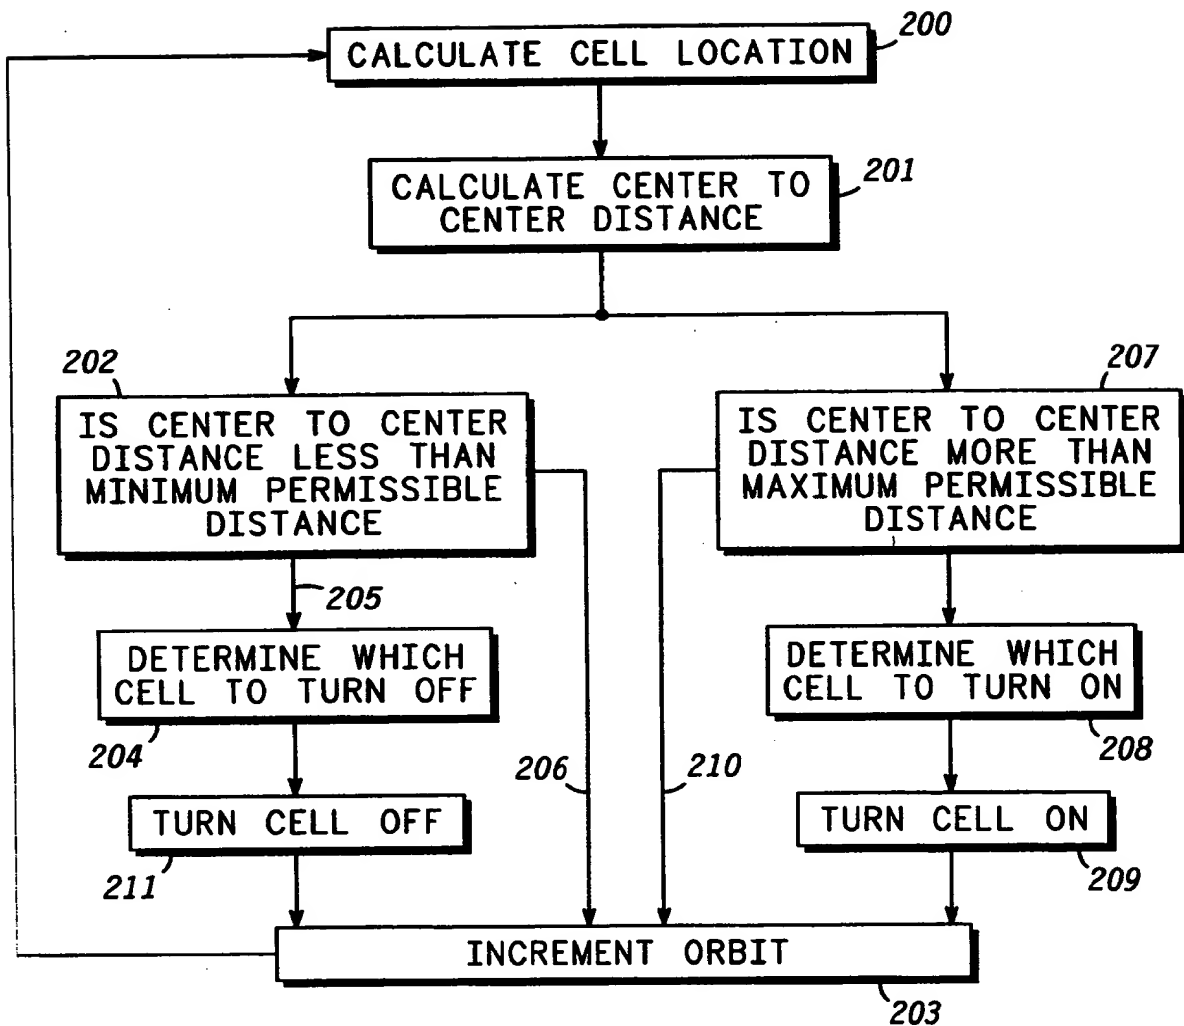 CALCULATE CELL LOCATION
200
CALCULATE CENTER TO
CENTER DISTANCE
201
202
IS CENTER TO CENTER
DISTANCE LESS THAN
MINIMUM PERMISSIBLE
DISTANCE
207
IS CENTER TO CENTER
DISTANCE MORE THAN
MAXIMUM PERMISSIBLE
DISTANCE
205
DETERMINE WHICH
CELL TO TURN OFF
204
DETERMINE WHICH
CELL TO TURN ON
208
206
210
TURN CELL OFF
211
TURN CELL ON
209
INCREMENT ORBIT
203